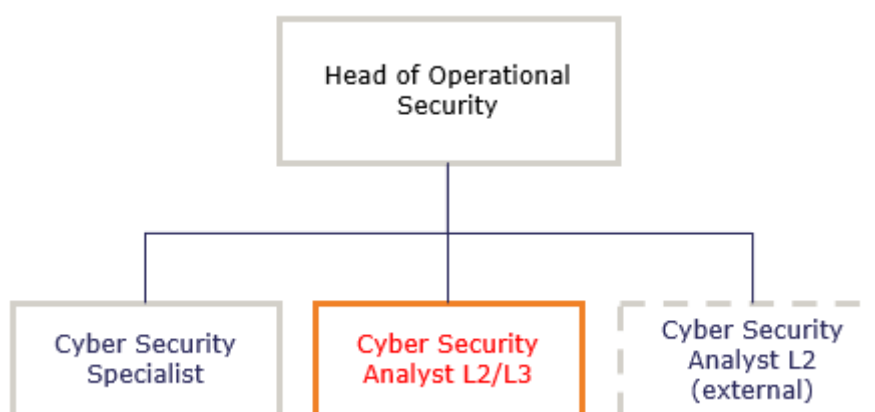 Head of Operational
Security
Cyber Security
Specialist
Cyber Security
Analyst L2/L3
Cyber Security
Analyst L2
(external)